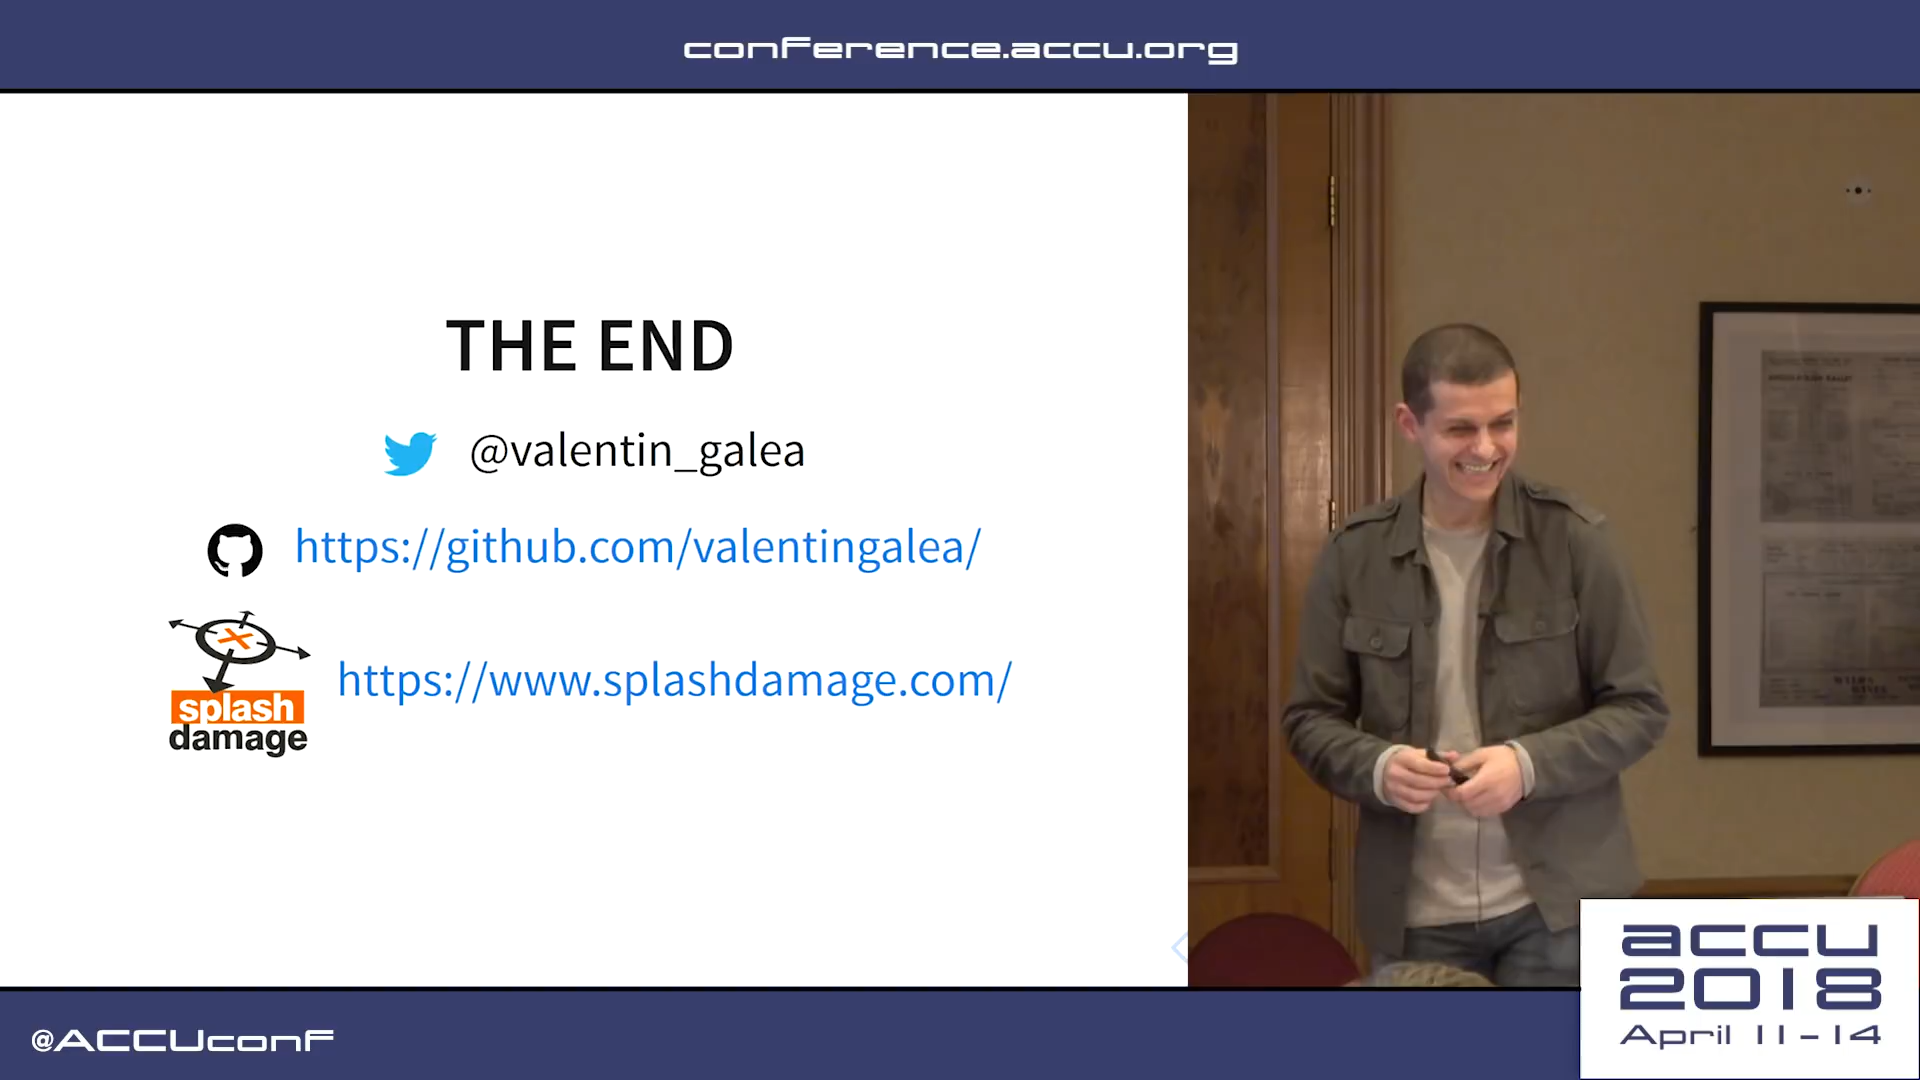 conference.accu.org
THE END
@valentin_galea
https://github.com/valentingalea/
https://www.splashdamage.com/
splash
damage
@ACCUconf
accu
2018
April 11-14